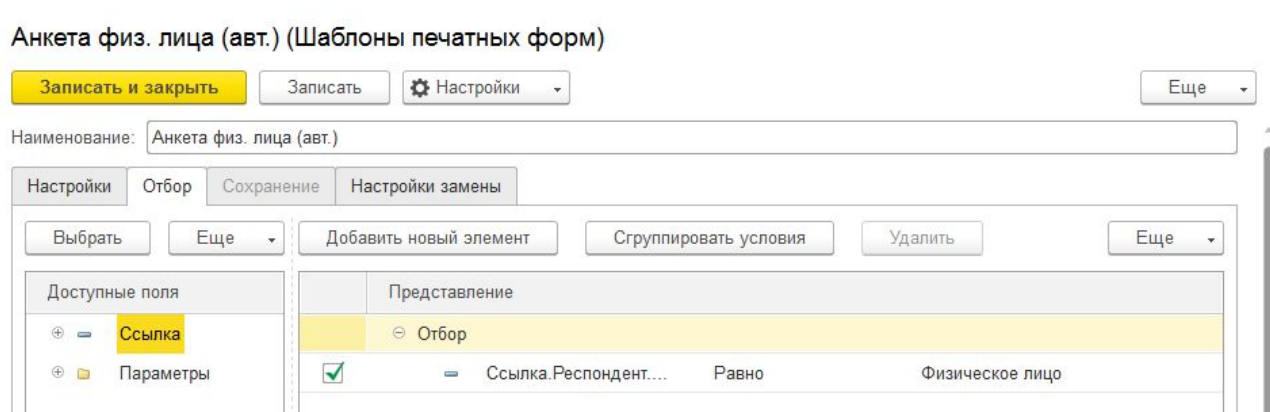 Анкета физ. лица (авт.) (Шаблоны печатных форм)
Записать и закрыть Записать Настройки Еще
Наименование: Анкета физ. лица (авт.)
Настройки Отбор Сохранение Настройки замены
Выбрать Еще Добавить новый элемент Сгруппировать условия Удалить Еще
Доступные поля Представление
Ссылка Отбор
Параметры Ссылка.Респондент.... Равно Физическое лицо